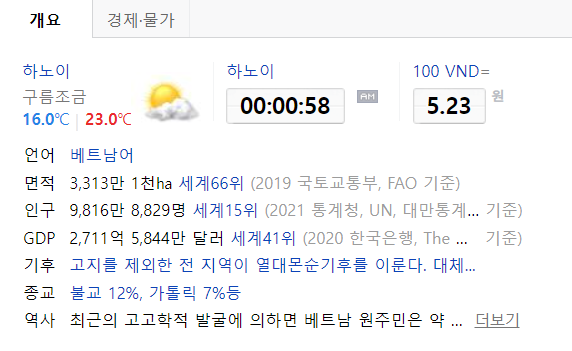 개요 경제·물가
하노이 하노이 100 VND=
구름조금 00:00:58 AM 5.23 원
16.0℃ 23.0℃
언어 베트남어
면적 3,313만 1천ha 세계66위 (2019 국토교통부, FAO 기준)
인구 9,816만 8,829명 세계15위 (2021 통계청, UN, 대만통계... 기준)
GDP 2,711억 5,844만 달러 세계41위 (2020 한국은행, The ... 기준)
기후 고지를 제외한 전 지역이 열대몬순기후를 이룬다. 대체...
종교 불교 12%, 가톨릭 7%등
역사 최근의 고고학적 발굴에 의하면 베트남 원주민은 약 ... 더보기